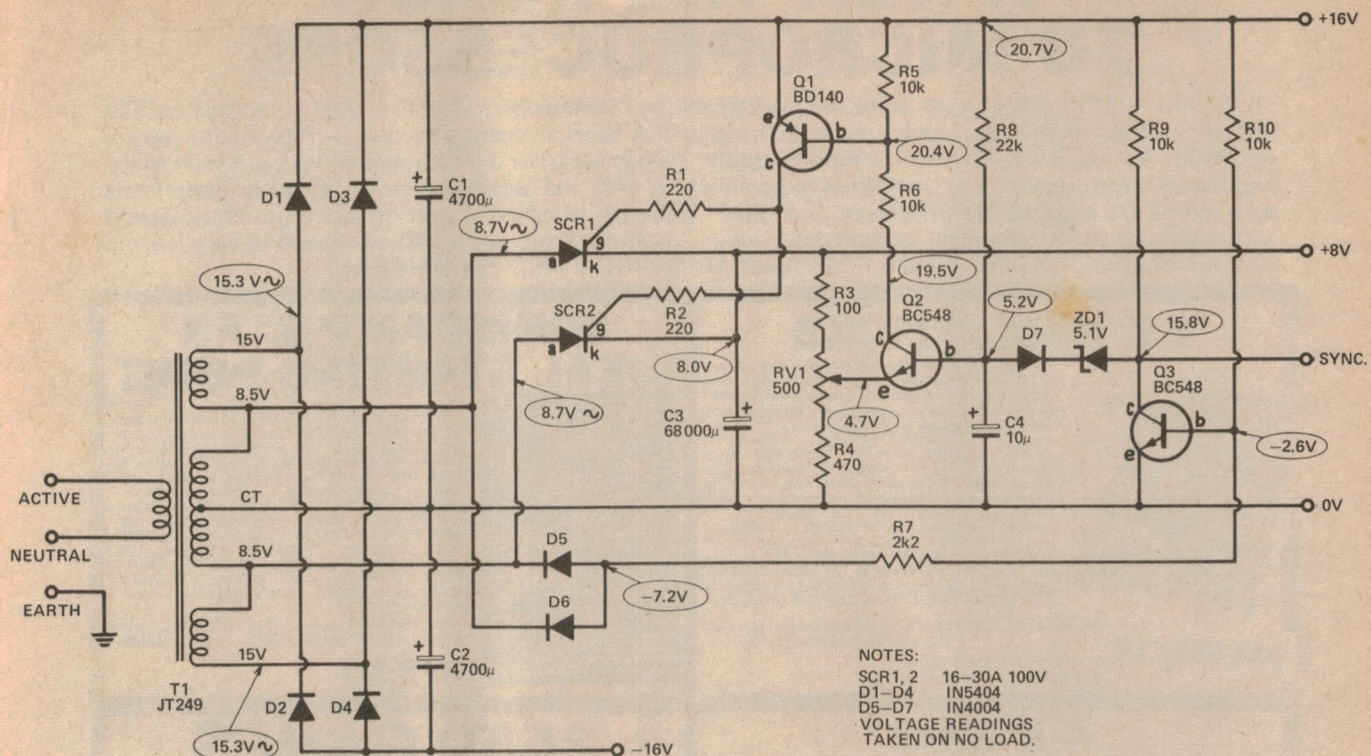 +16V
20.7V
R5
10k
Q1
BD140
e
b
c
20.4V
R8
22k
R9
10k
R10
10k
D1
D3
+
C1
4700µ
R1
220
R6
10k
8.7V~
SCR1
a
g
k
+8V
15.3 V~
19.5V
R3
100
Q2
BC548
5.2V
ZD1
5.1V
15.8V
SCR2
a
g
k
R2
220
c
b
e
D7
SYNC.
15V
8.0V
RV1
500
Q3
BC548
8.5V
8.7V~
C3
68000µ
+
4.7V
+
C4
10µ
c
b
e
-2.6V
R4
470
ACTIVE
CT
0V
NEUTRAL
8.5V
D5
R7
2k2
EARTH
-7.2V
D6
15V
+
C2
4700µ
T1
JT249
D2
D4
15.3V~
-16V
NOTES:
SCR1, 2 16-30A 100V
D1-D4 IN5404
D5-D7 IN4004
VOLTAGE READINGS
TAKEN ON NO LOAD.